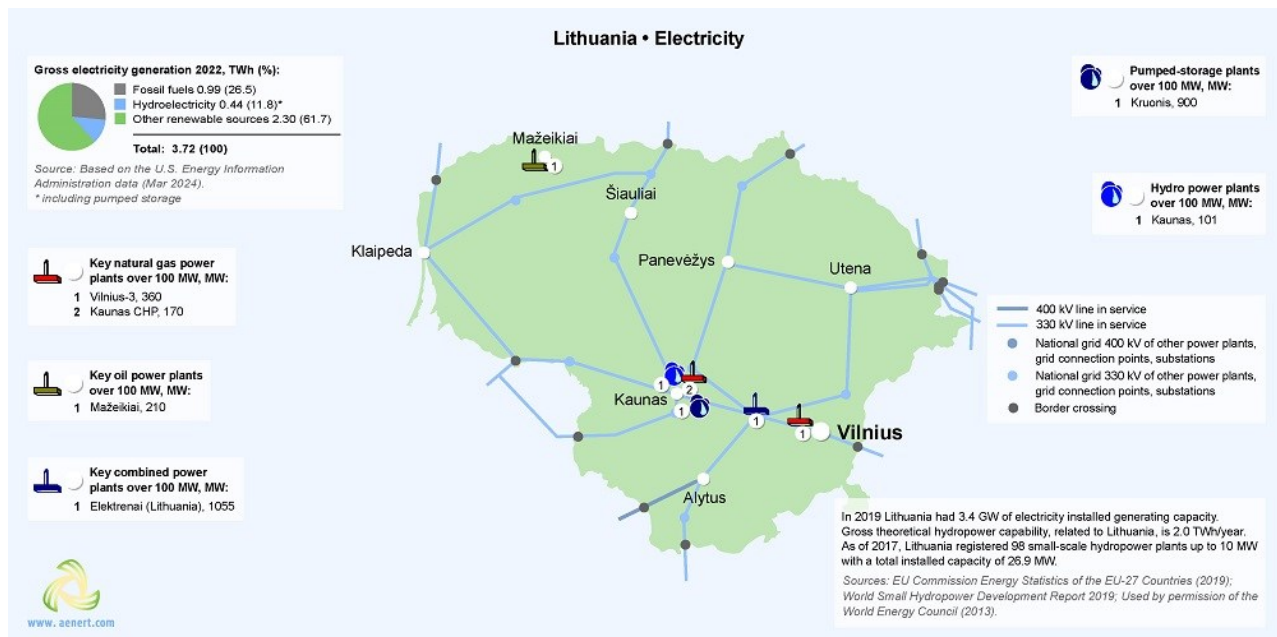 Lithuania • Electricity
Gross electricity generation 2022, TWh (%):
Fossil fuels 0.99 (26.5)
Hydroelectricity 0.44 (11.8)*
Other renewable sources 2.30 (61.7)
Total: 3.72 (100)
Source: Based on the U.S. Energy Information
Administration data (Mar 2024).
* including pumped storage
Key natural gas power
plants over 100 MW, MW:
1 Vilnius-3, 360
2 Kaunas CHP, 170
Key oil power plants
over 100 MW, MW:
1 Mažeikiai, 210
Key combined power
plants over 100 MW, MW:
1 Elektrenai (Lithuania), 1055
www. aenert.com
Mažeikiai
1
Šiauliai
Klaipeda
Panevėžys
Utena
1
2
Kaunas
1
1
1
Vilnius
Alytus
Pumped-storage plants
over 100 MW, MW:
1 Kruonis, 900
Hydro power plants
over 100 MW, MW:
1 Kaunas, 101
400 kV line in service
330 kV line in service
National grid 400 kV of other power plants,
grid connection points, substations
National grid 330 kV of other power plants,
grid connection points, substations
Border crossing
In 2019 Lithuania had 3.4 GW of electricity installed generating capacity.
Gross theoretical hydropower capability, related to Lithuania, is 2.0 TWh/year.
As of 2017, Lithuania registered 98 small-scale hydropower plants up to 10 MW
with a total installed capacity of 26.9 MW.
Sources: EU Commission Energy Statistics of the EU-27 Countries (2019);
World Small Hydropower Development Report 2019; Used by permission of the
World Energy Council (2013).